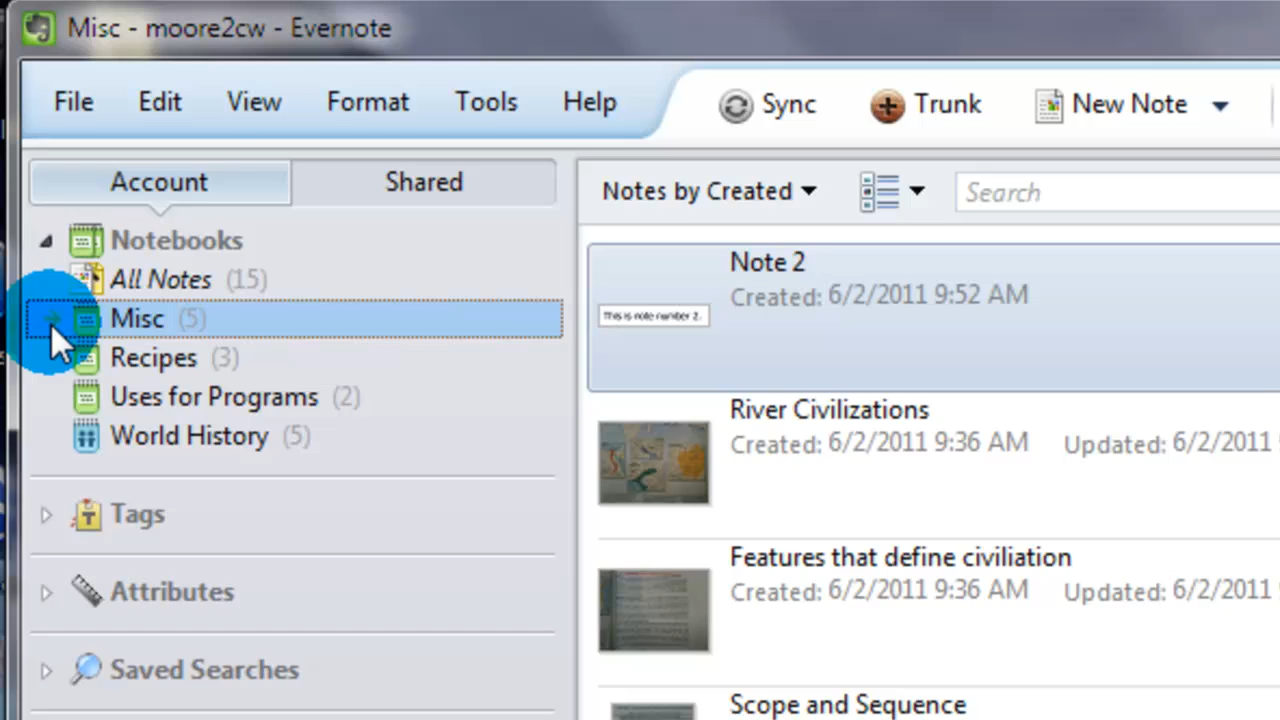 Misc - moore2cw - Evernote
File Edit View Format Tools Help Sync Trunk New Note
Account Shared
Notes by Created Search
Notebooks
All Notes (15)
Misc (5)
Recipes (3)
Uses for Programs (2)
World History (5)
Tags
Attributes
Saved Searches
Note 2
Created: 6/2/2011 9:52 AM
This is note number 2.
River Civilizations
Created: 6/2/2011 9:36 AM Updated: 6/2/2011
Features that define civiliation
Created: 6/2/2011 9:36 AM Updated: 6/2/2011
Scope and Sequence